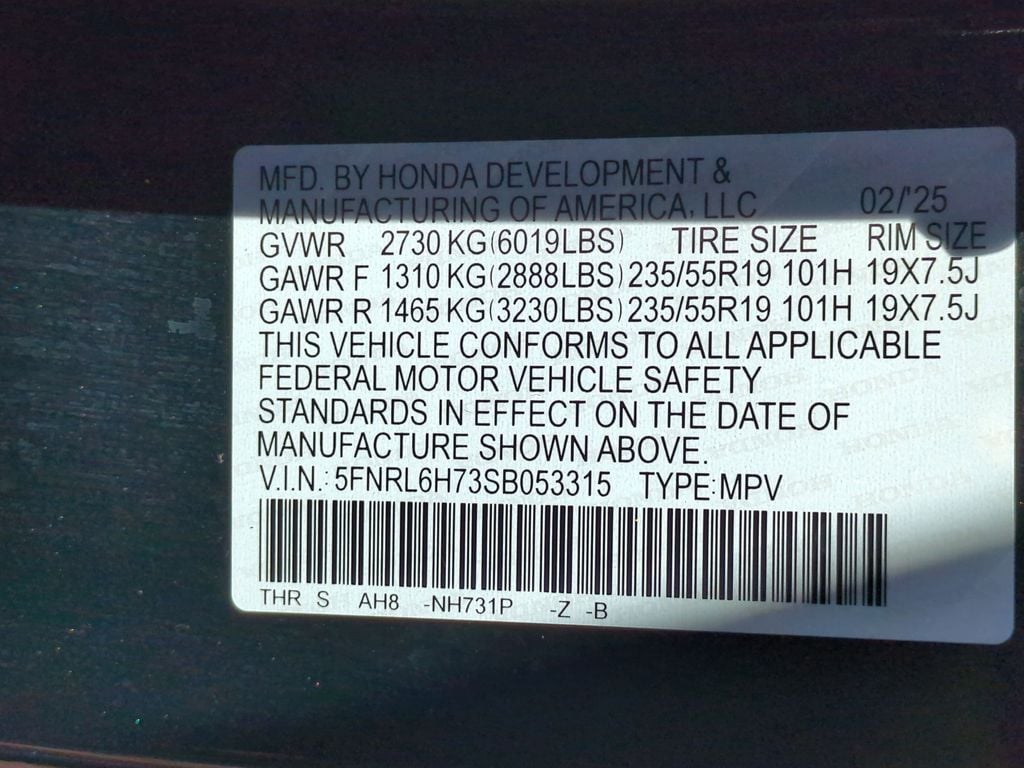 MFD. BY HONDA DEVELOPMENT &
MANUFACTURING OF AMERICA, LLC 02/'25
GVWR 2730 KG(6019LBS) TIRE SIZE RIM SIZE
GAWR F 1310 KG(2888LBS) 235/55R19 101H 19X7.5J
GAWR R 1465 KG(3230LBS) 235/55R19 101H 19X7.5J
THIS VEHICLE CONFORMS TO ALL APPLICABLE
FEDERAL MOTOR VEHICLE SAFETY
STANDARDS IN EFFECT ON THE DATE OF
MANUFACTURE SHOWN ABOVE.
V.I.N.: 5FNRL6H73SB053315 TYPE:MPV
THR S AH8 -NH731P -Z -B